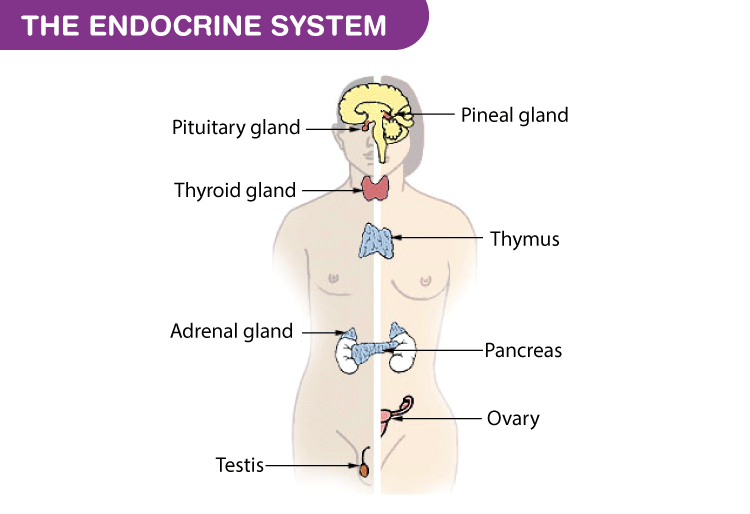 THE ENDOCRINE SYSTEM
Pineal gland
Pituitary gland
Thyroid gland
Thymus
Adrenal gland
Pancreas
Ovary
Testis